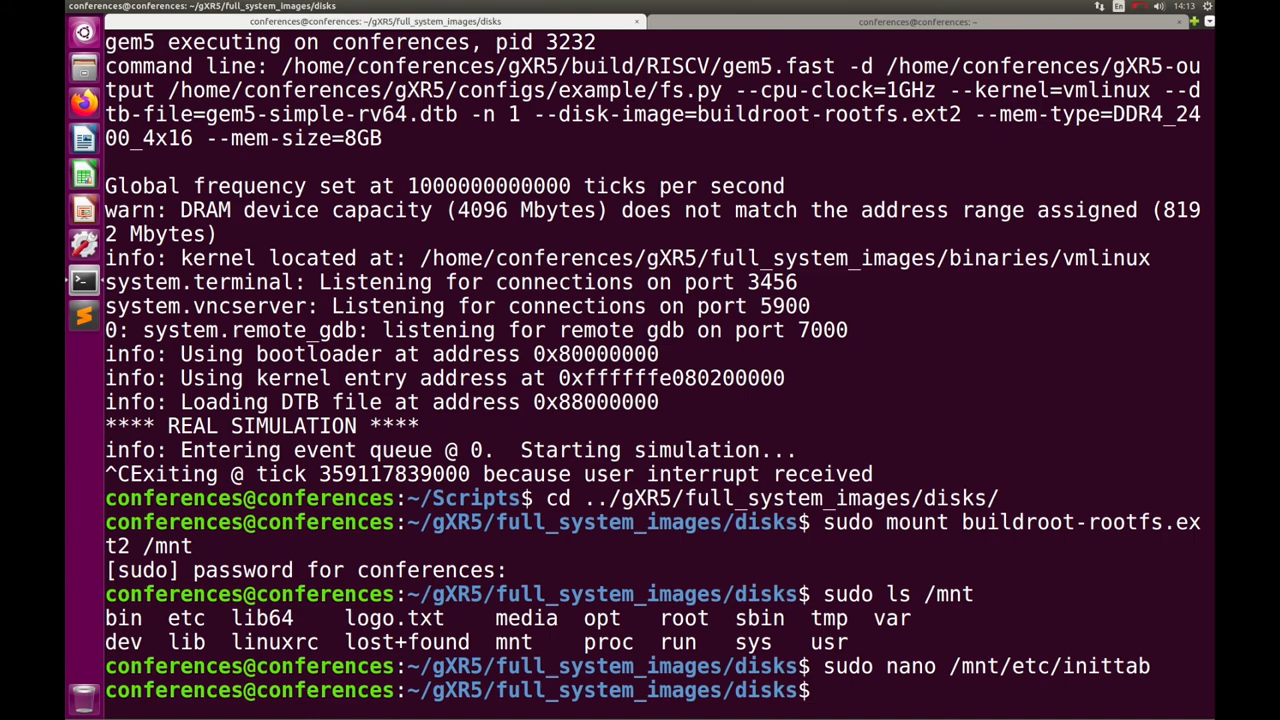 conferences@conferences: ~/gXR5/full_system_images/disks
En
14:13
conferences@conferences: ~/gXR5/full_system_images/disks
×
conferences@conferences: ~
×
gem5 executing on conferences, pid 3232
command line: /home/conferences/gXR5/build/RISCV/gem5.fast -d /home/conferences/gXR5-ou
tput /home/conferences/gXR5/configs/example/fs.py --cpu-clock=1GHz --kernel=vmlinux --d
tb-file=gem5-simple-rv64.dtb -n 1 --disk-image=buildroot-rootfs.ext2 --mem-type=DDR4_24
00_4x16 --mem-size=8GB
Global frequency set at 1000000000000 ticks per second
warn: DRAM device capacity (4096 Mbytes) does not match the address range assigned (819
2 Mbytes)
info: kernel located at: /home/conferences/gXR5/full_system_images/binaries/vmlinux
system.terminal: Listening for connections on port 3456
system.vncserver: Listening for connections on port 5900
0: system.remote_gdb: listening for remote gdb on port 7000
info: Using bootloader at address 0x80000000
info: Using kernel entry address at 0xffffffe080200000
info: Loading DTB file at address 0x88000000
**** REAL SIMULATION ****
info: Entering event queue @ 0.  Starting simulation...
^CExiting @ tick 359117839000 because user interrupt received
conferences@conferences:~/Scripts$ cd ../gXR5/full_system_images/disks/
conferences@conferences:~/gXR5/full_system_images/disks$ sudo mount buildroot-rootfs.ex
t2 /mnt
[sudo] password for conferences:
conferences@conferences:~/gXR5/full_system_images/disks$ sudo ls /mnt
bin  etc  lib64    logo.txt    media  opt   root  sbin  tmp  var
dev  lib  linuxrc  lost+found  mnt    proc  run   sys   usr
conferences@conferences:~/gXR5/full_system_images/disks$ sudo nano /mnt/etc/inittab
conferences@conferences:~/gXR5/full_system_images/disks$